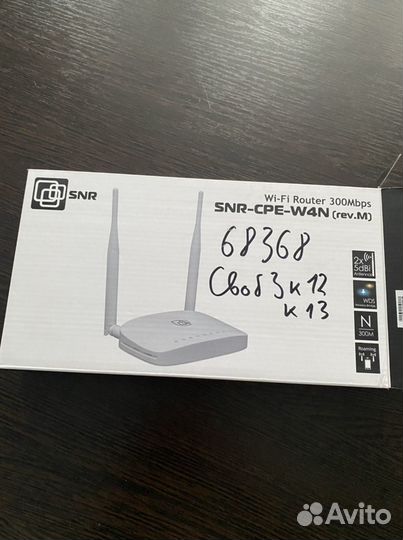 SNR
Wi-Fi Router 300Mbps
SNR-CPE-W4N (rev.M)
68368
Своб 3 к 12
к 13
2x
5dBi
Antennas
WDS
N
300M
Roaming
Avito